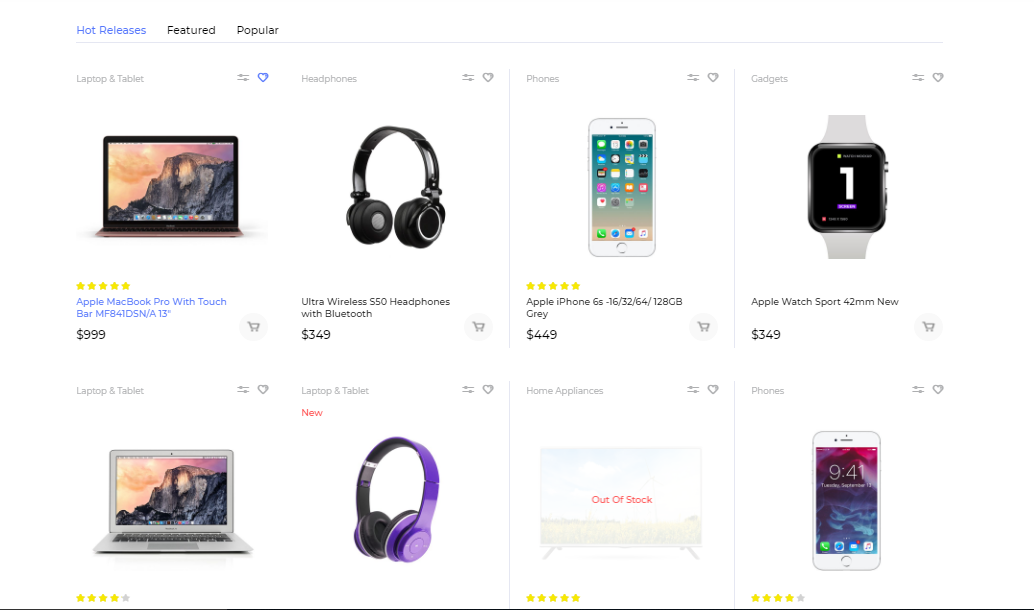 Hot Releases Featured Popular
Laptop & Tablet
Apple MacBook Pro With Touch
Bar MF841DSN/A 13"
$999
Headphones
Ultra Wireless S50 Headphones
with Bluetooth
$349
Phones
Apple iPhone 6s -16/32/64/ 128GB
Grey
$449
Gadgets
1
Apple Watch Sport 42mm New
$349
Laptop & Tablet
Laptop & Tablet
New
Home Appliances
Out Of Stock
Phones
9:41